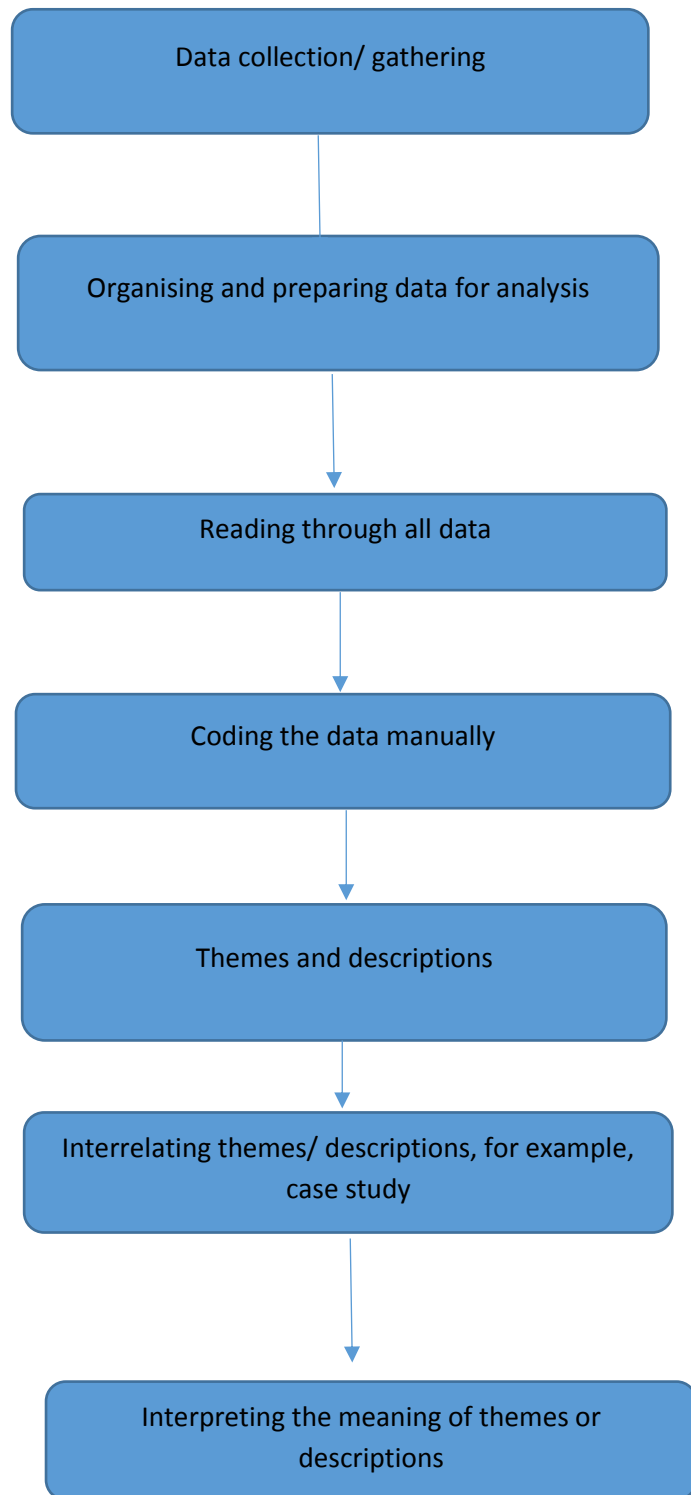 Data collection/ gathering
Organising and preparing data for analysis
Reading through all data
Coding the data manually
Themes and descriptions
Interrelating themes/ descriptions, for example,
case study
Interpreting the meaning of themes or
descriptions